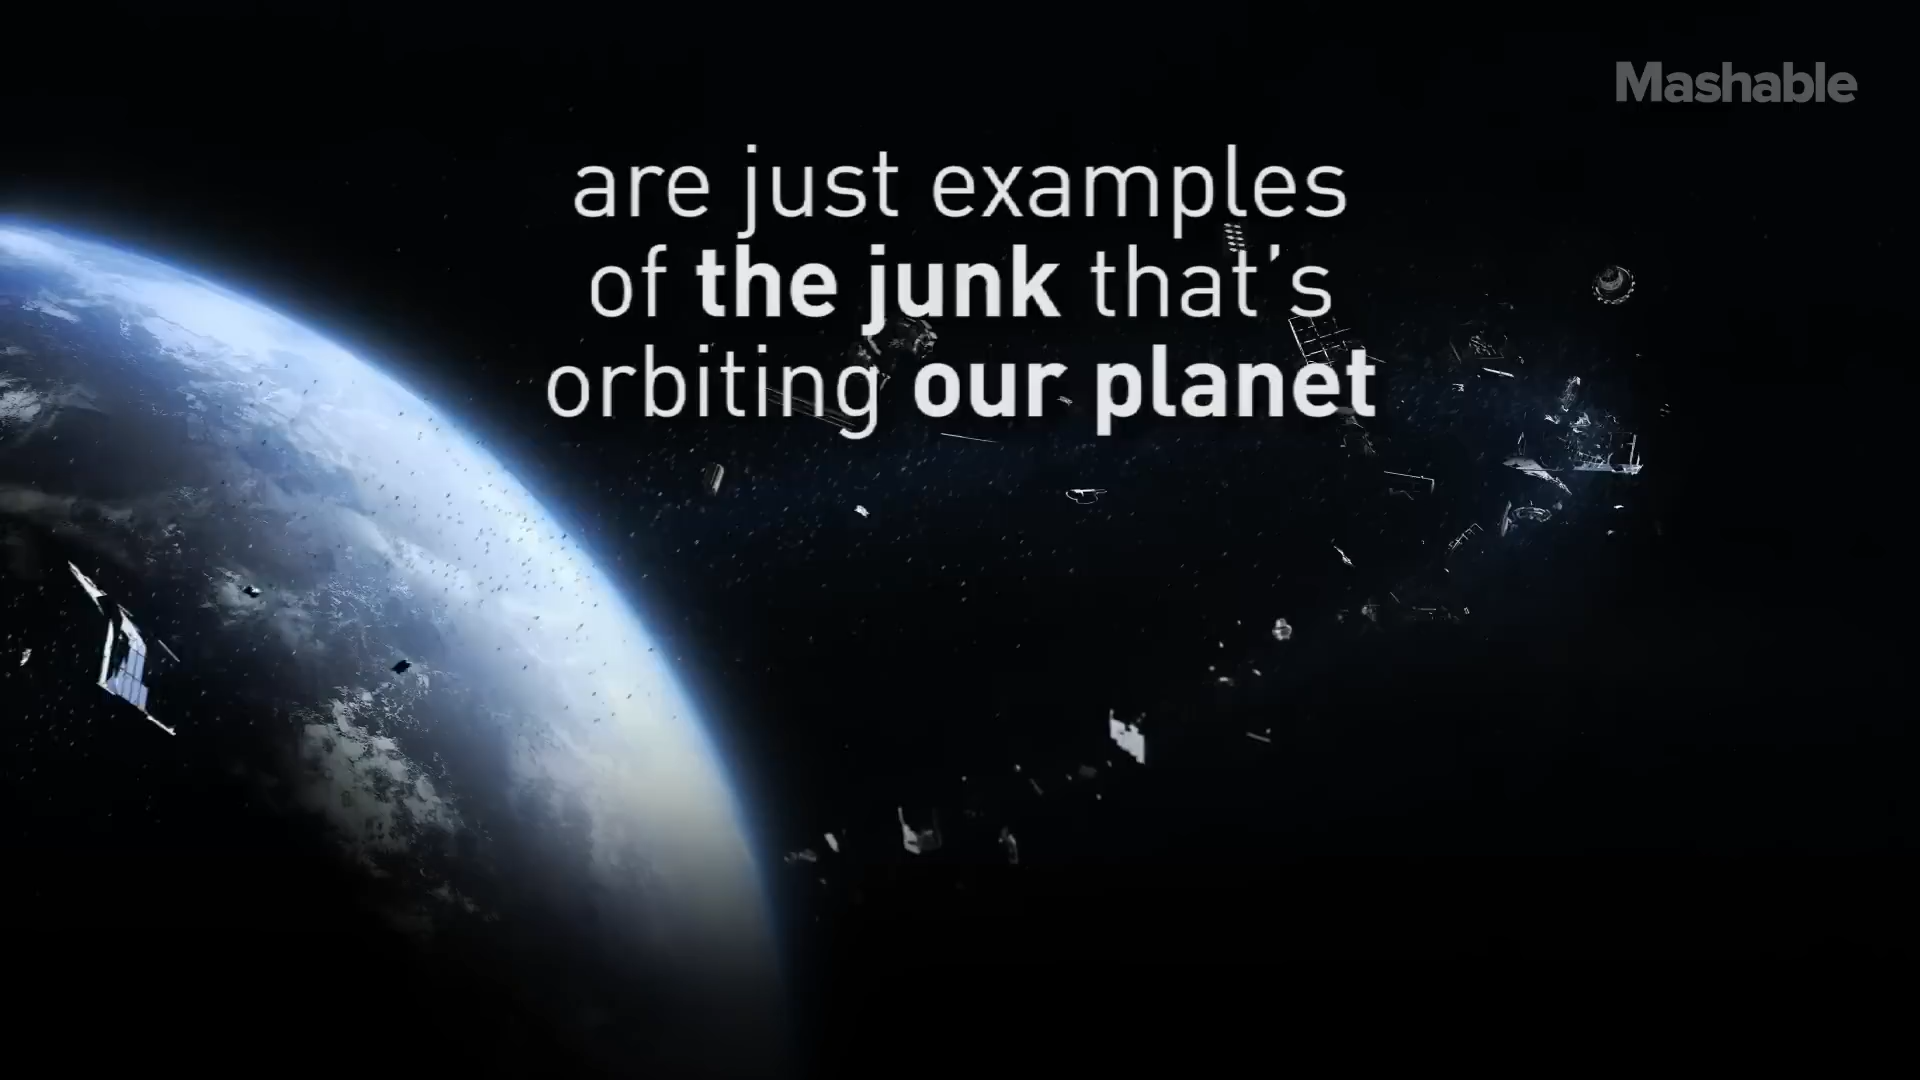 Mashable
are just examples
of the junk that's
orbiting our planet